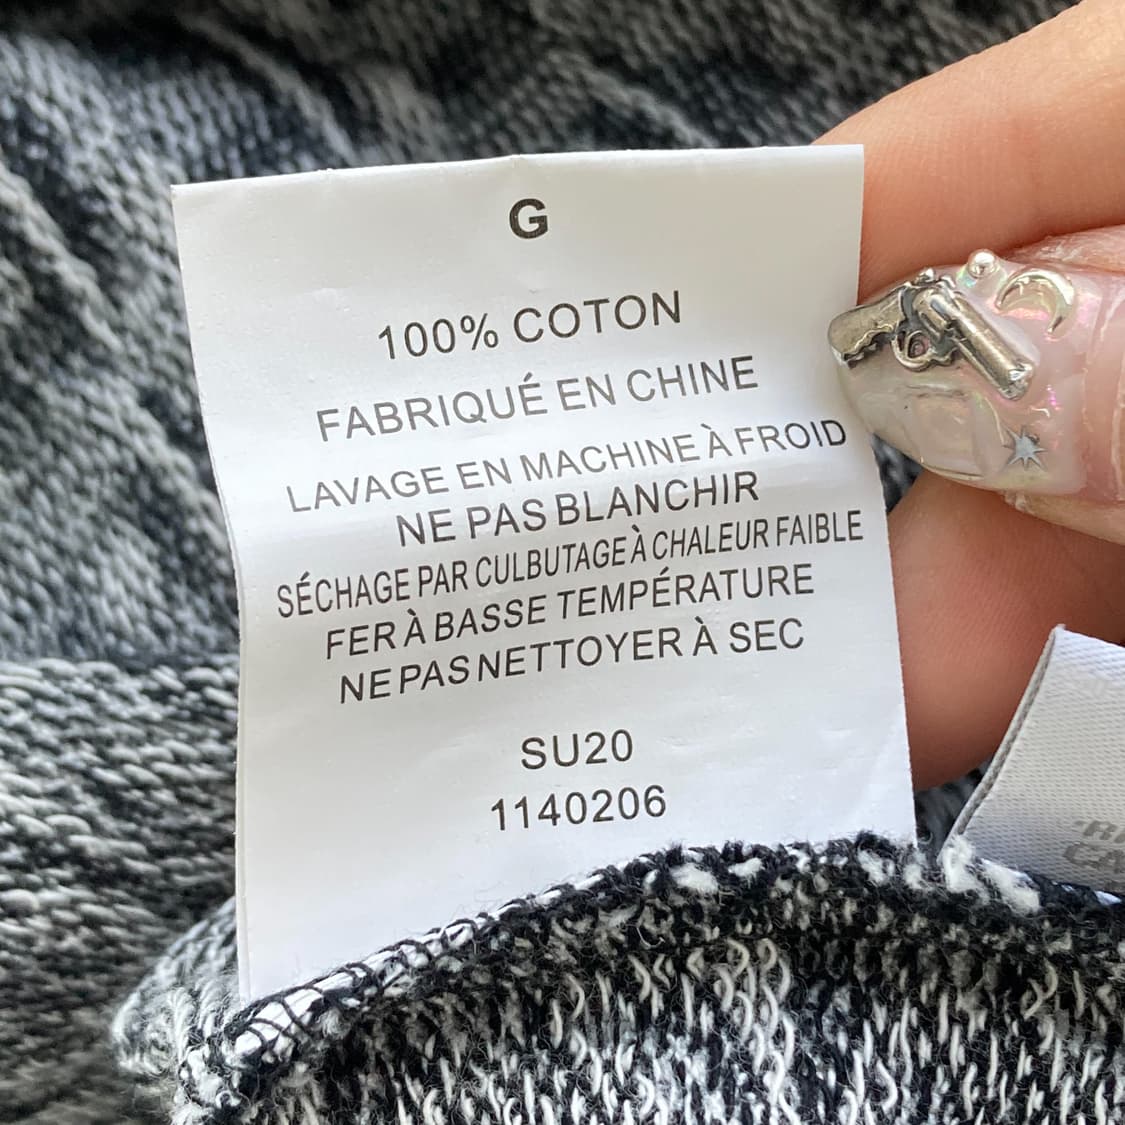 G
100% COTON
FABRIQUÉ EN CHINE
LAVAGE EN MACHINE À FROID
NE PAS BLANCHIR
SÉCHAGE PAR CULBUTAGE À CHALEUR FAIBLE
FER À BASSE TEMPÉRATURE
NE PAS NETTOYER À SEC
SU20
1140206